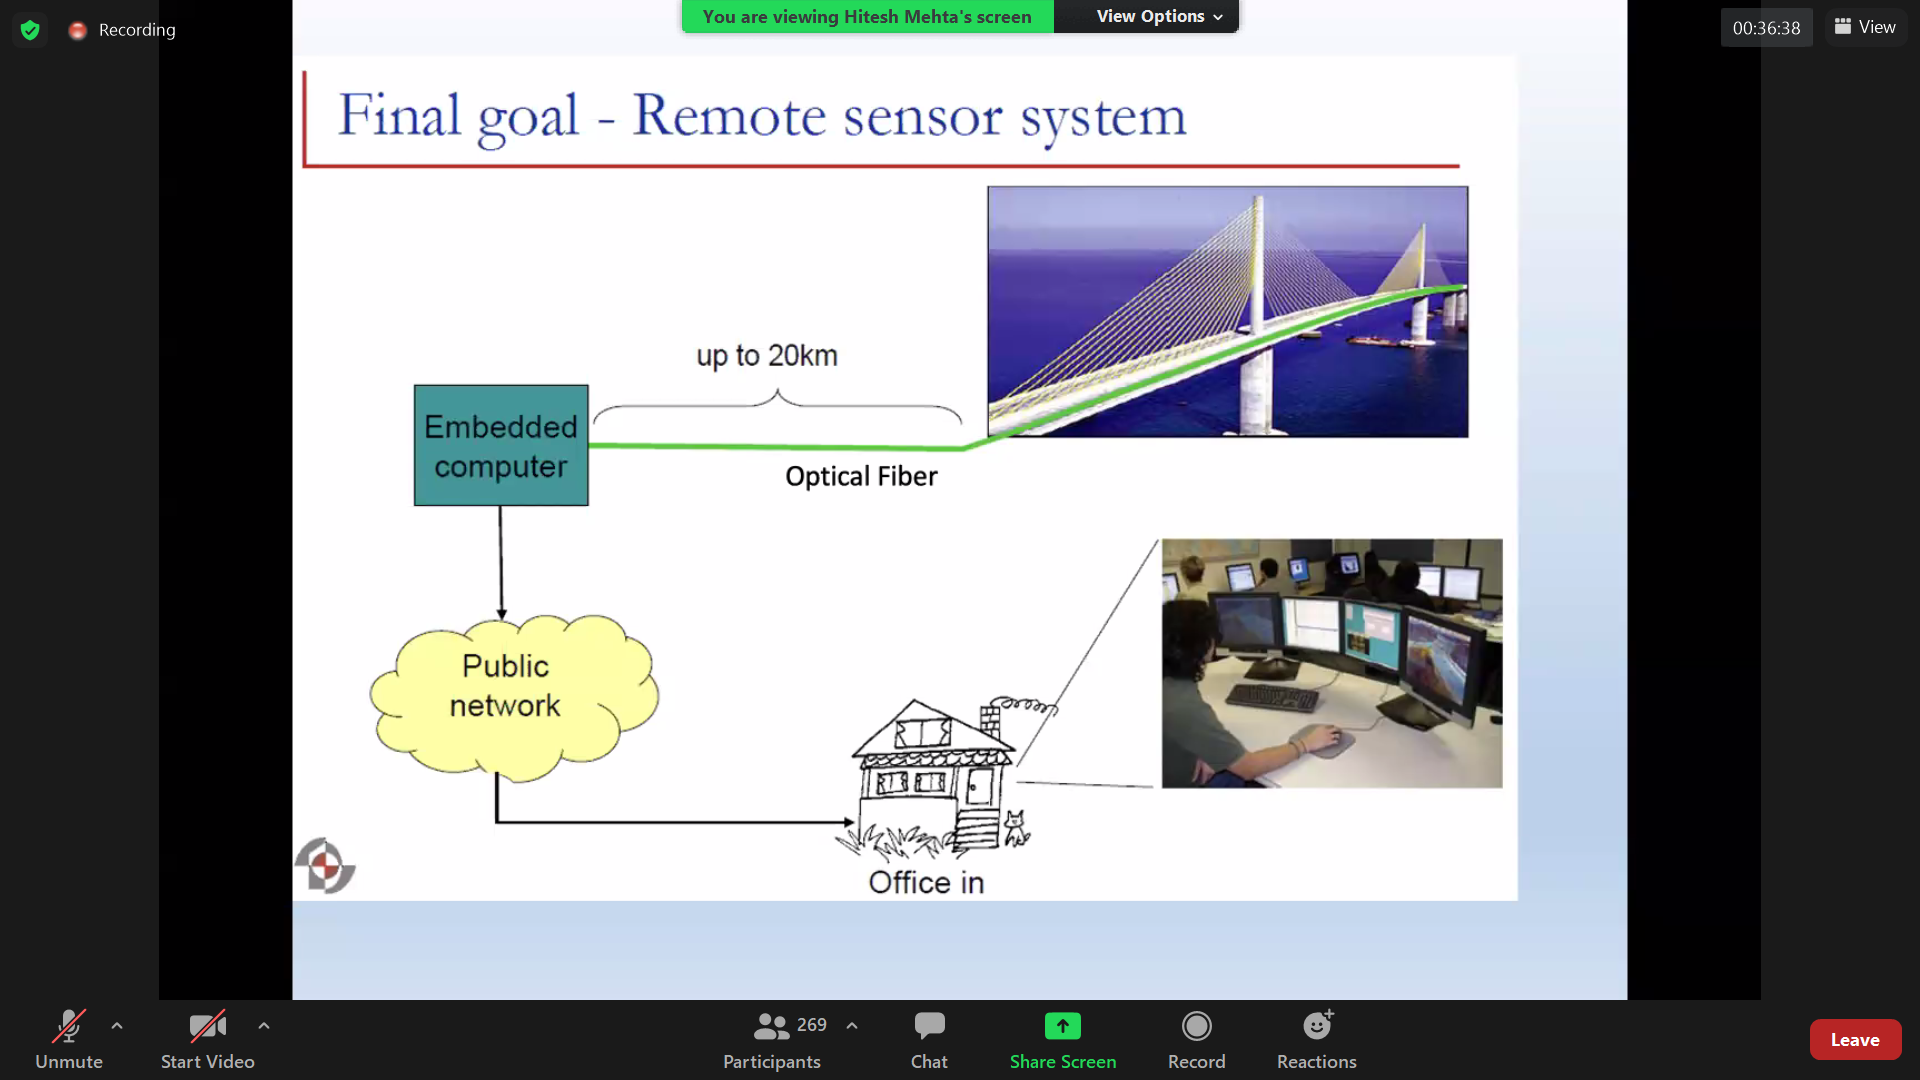 Recording
You are viewing Hitesh Mehta's screen
View Options
00:36:38
View
Final goal - Remote sensor system
up to 20km
Embedded
computer
Optical Fiber
Public
network
Office in
Unmute
Start Video
269
Participants
Chat
Share Screen
Record
Reactions
Leave